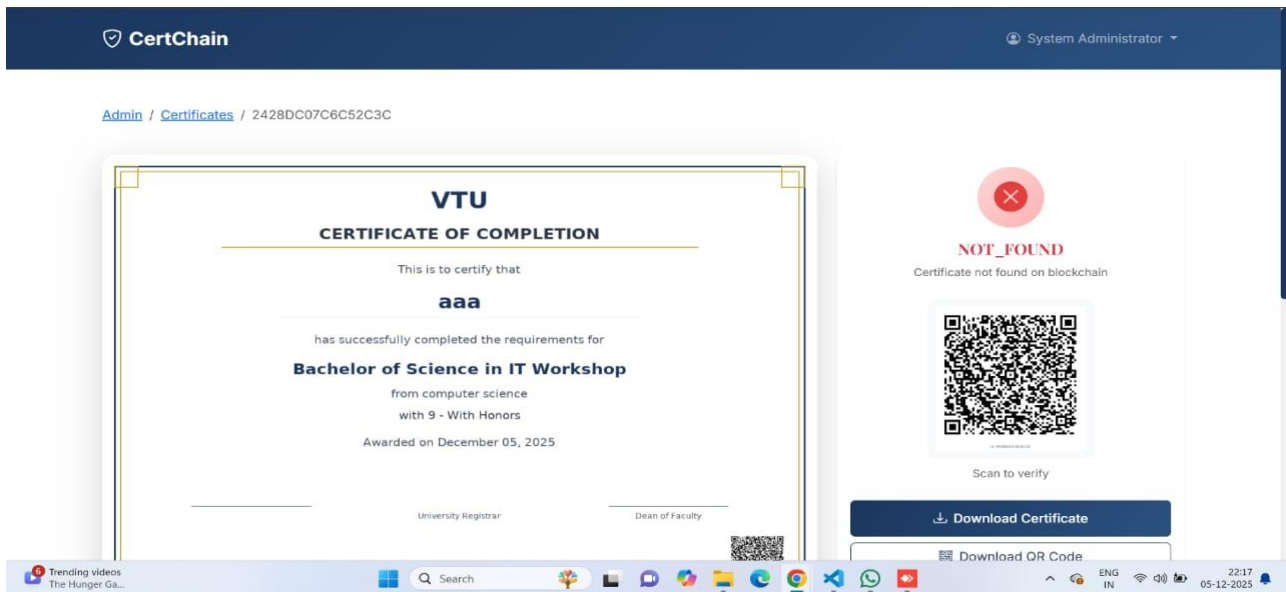 CertChain
System Administrator
Admin / Certificates / 2428DC07C6C52C3C
VTU
CERTIFICATE OF COMPLETION
This is to certify that
aaa
has successfully completed the requirements for
Bachelor of Science in IT Workshop
from computer science
with 9 - With Honors
Awarded on December 05, 2025
University Registrar
Dean of Faculty
NOT_FOUND
Certificate not found on blockchain
Scan to verify
Download Certificate
Download QR Code
6
Trending videos
The Hunger Ga...
Search
ENG
IN
22:17
05-12-2025